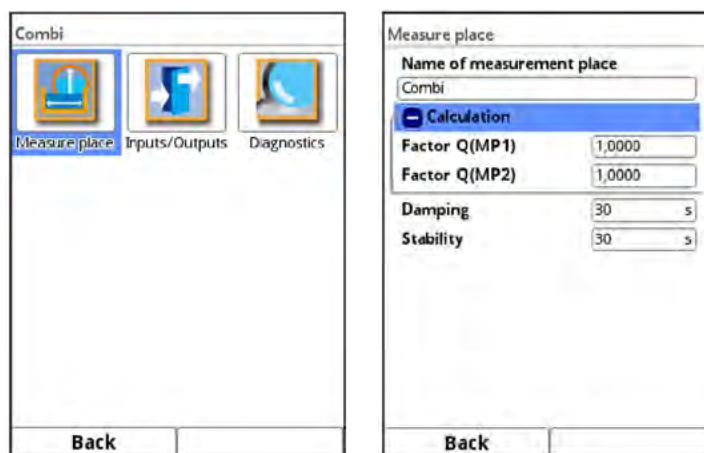 Combi
Measure place Inputs/Outputs Diagnostics
Back
Measure place
Name of measurement place
Combi
Calculation
Factor Q(MP1) 1,0000
Factor Q(MP2) 1,0000
Damping 30 s
Stability 30 s
Back